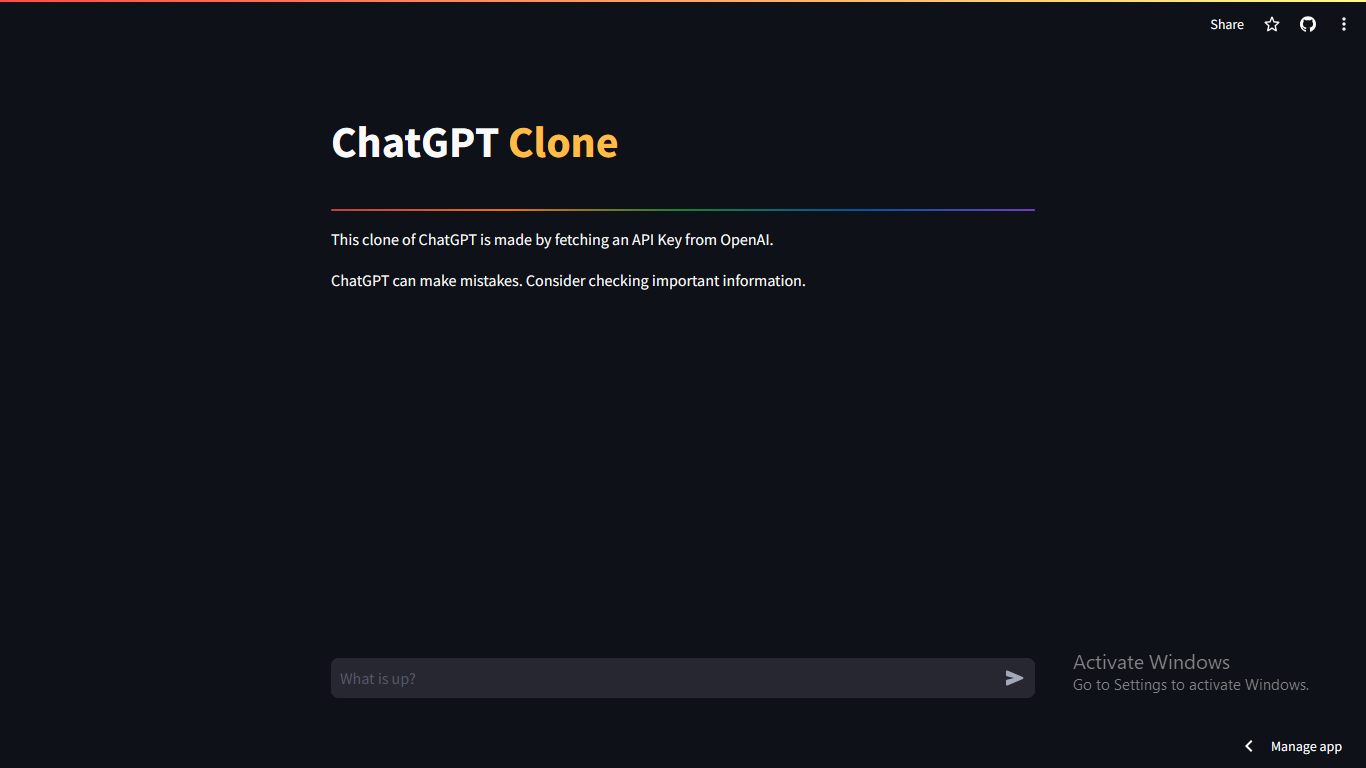 Share
ChatGPT Clone
This clone of ChatGPT is made by fetching an API Key from OpenAI.
ChatGPT can make mistakes. Consider checking important information.
What is up?
Activate Windows
Go to Settings to activate Windows.
Manage app